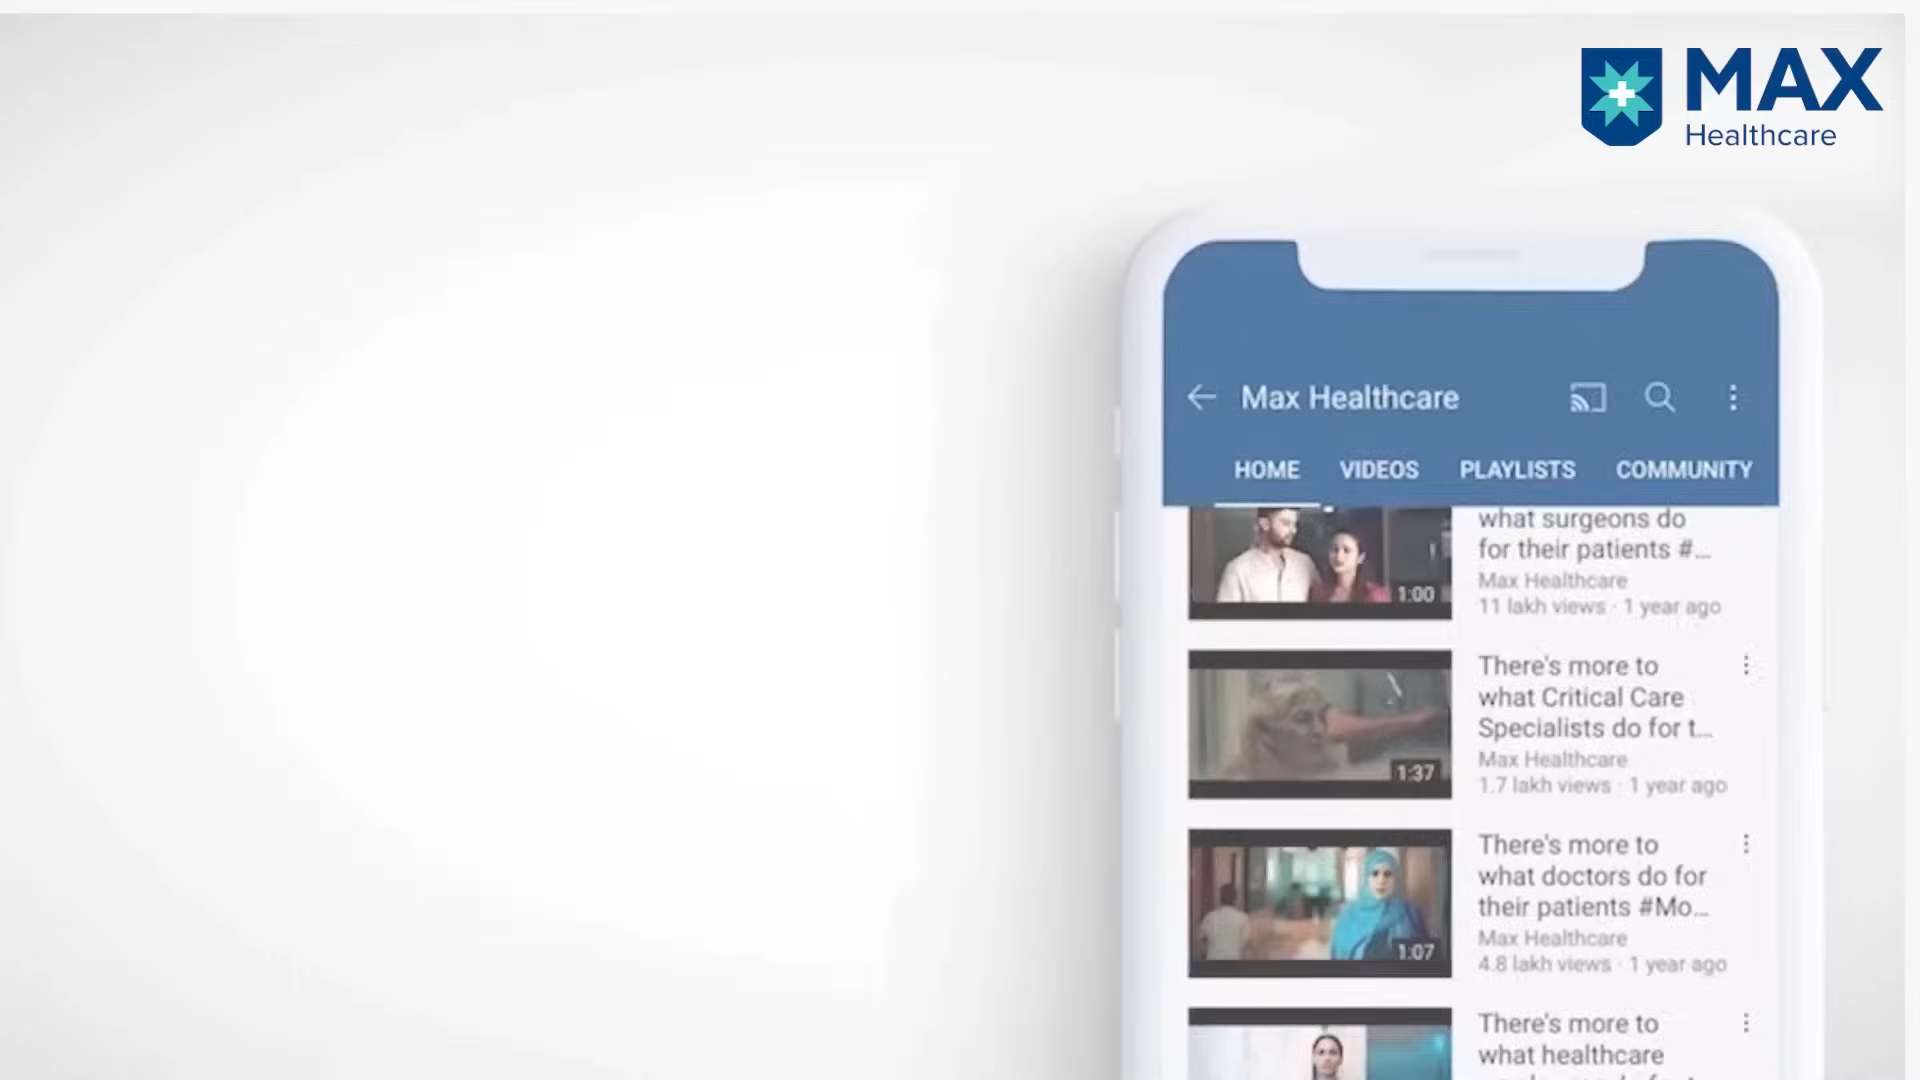 MAX
Healthcare
Max Healthcare
HOME VIDEOS PLAYLISTS COMMUNITY
what surgeons do
for their patients #...
Max Healthcare
11 lakh views · 1 year ago
1:00
There's more to
what Critical Care
Specialists do for t...
Max Healthcare
1.7 lakh views · 1 year ago
1:37
There's more to
what doctors do for
their patients #Mo...
Max Healthcare
4.8 lakh views · 1 year ago
1:07
There's more to
what healthcare